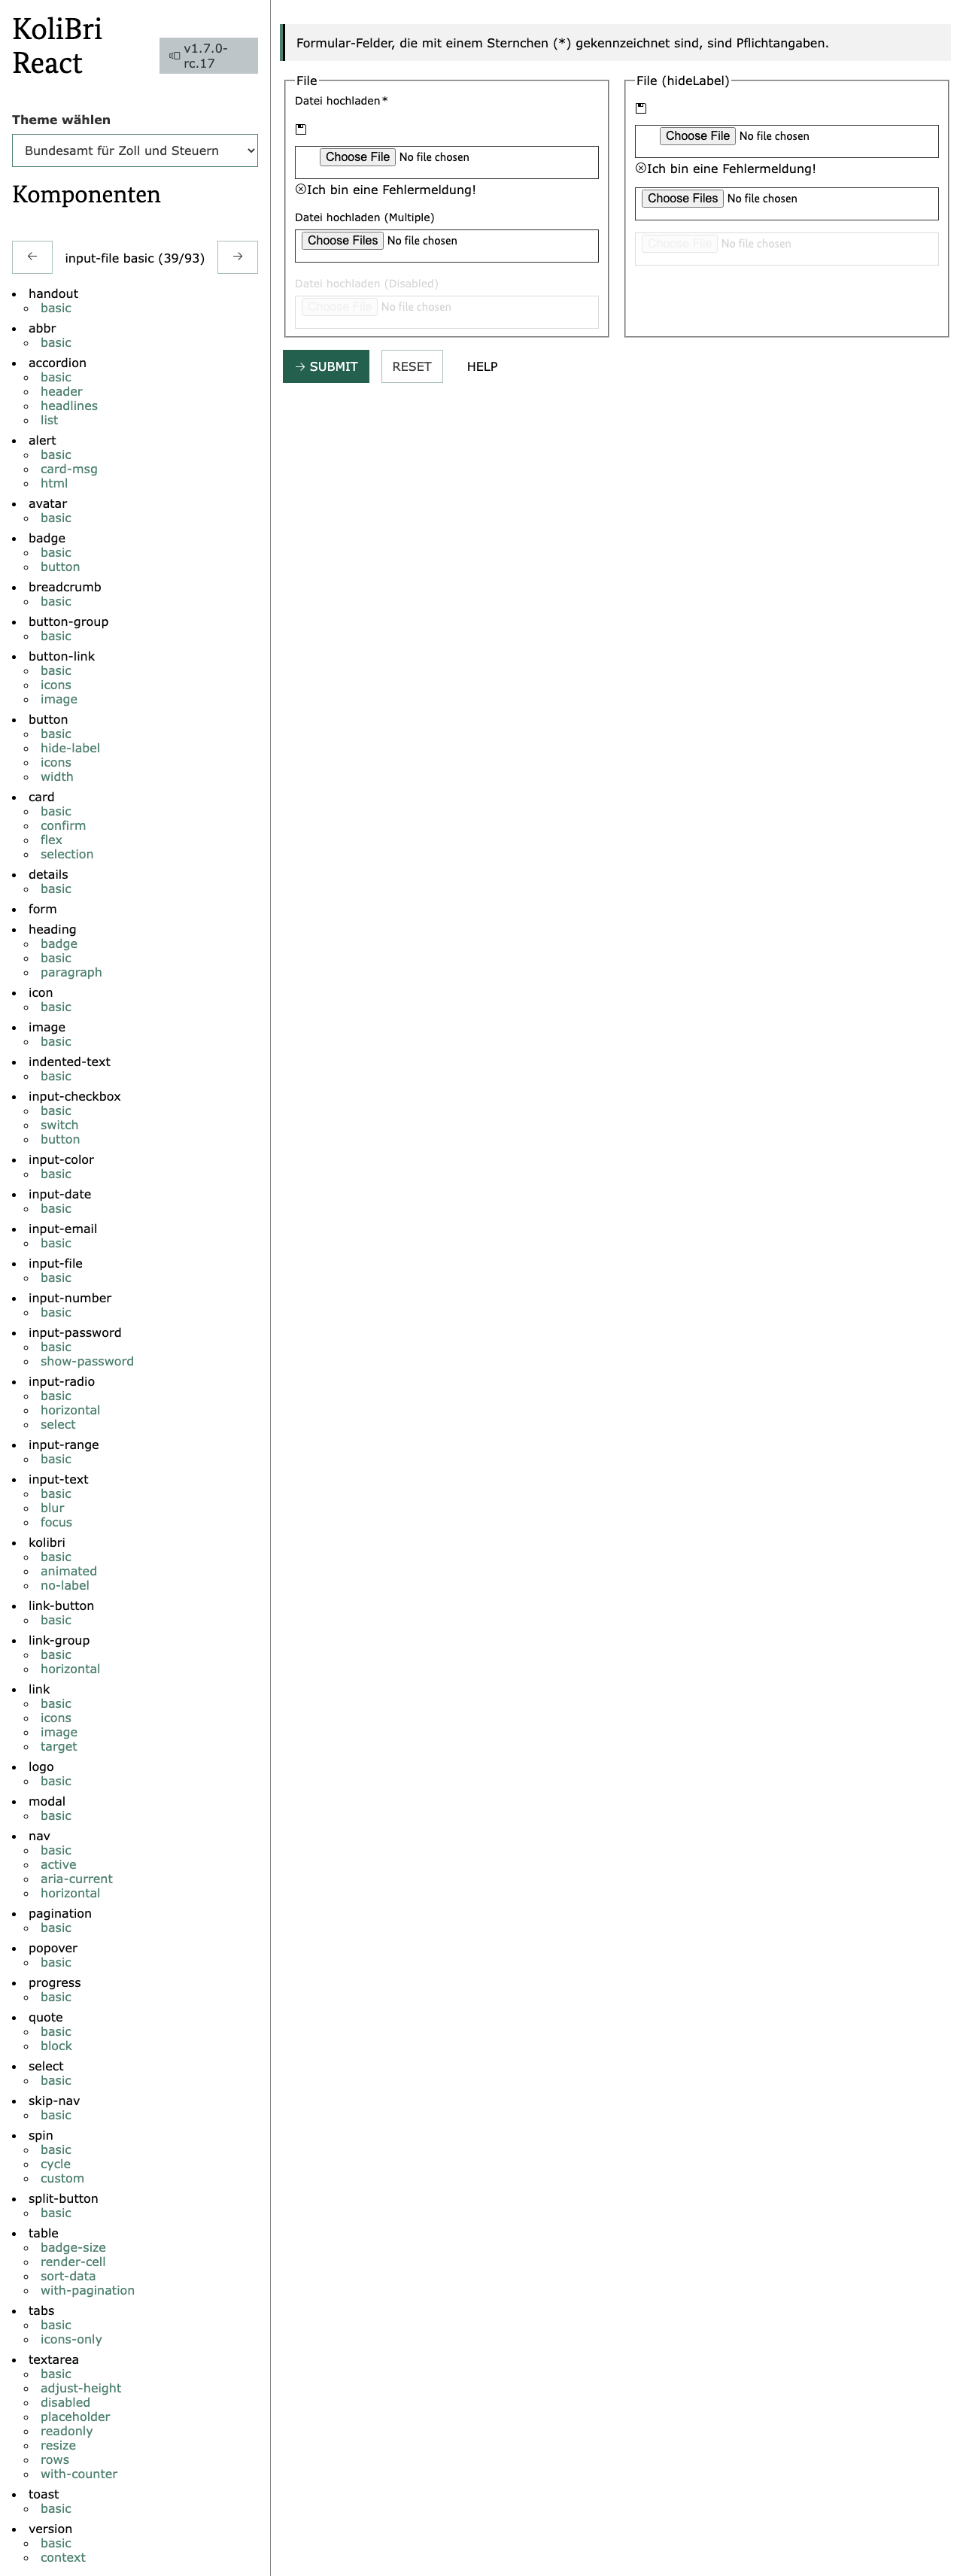 KoliBri
React
v1.7.0-
rc.17
Theme wählen
Bundesamt für Zoll und Steuern
Komponenten
input-file basic (39/93)
handout
basic
abbr
basic
accordion
basic
header
headlines
list
alert
basic
card-msg
html
avatar
basic
badge
basic
button
breadcrumb
basic
button-group
basic
button-link
basic
icons
image
button
basic
hide-label
icons
width
card
basic
confirm
flex
selection
details
basic
form
heading
badge
basic
paragraph
icon
basic
image
basic
indented-text
basic
input-checkbox
basic
switch
button
input-color
basic
input-date
basic
input-email
basic
input-file
basic
input-number
basic
input-password
basic
show-password
input-radio
basic
horizontal
select
input-range
basic
input-text
basic
blur
focus
kolibri
basic
animated
no-label
link-button
basic
link-group
basic
horizontal
link
basic
icons
image
target
logo
basic
modal
basic
nav
basic
active
aria-current
horizontal
pagination
basic
popover
basic
progress
basic
quote
basic
block
select
basic
skip-nav
basic
spin
basic
cycle
custom
split-button
basic
table
badge-size
render-cell
sort-data
with-pagination
tabs
basic
icons-only
textarea
basic
adjust-height
disabled
placeholder
readonly
resize
rows
with-counter
toast
basic
version
basic
context
Formular-Felder, die mit einem Sternchen (*) gekennzeichnet sind, sind Pflichtangaben.
File
Datei hochladen*
Choose File No file chosen
Ich bin eine Fehlermeldung!
Datei hochladen (Multiple)
Choose Files No file chosen
Datei hochladen (Disabled)
Choose File No file chosen
File (hideLabel)
Choose File No file chosen
Ich bin eine Fehlermeldung!
Choose Files No file chosen
Choose File No file chosen
SUBMIT
RESET
HELP